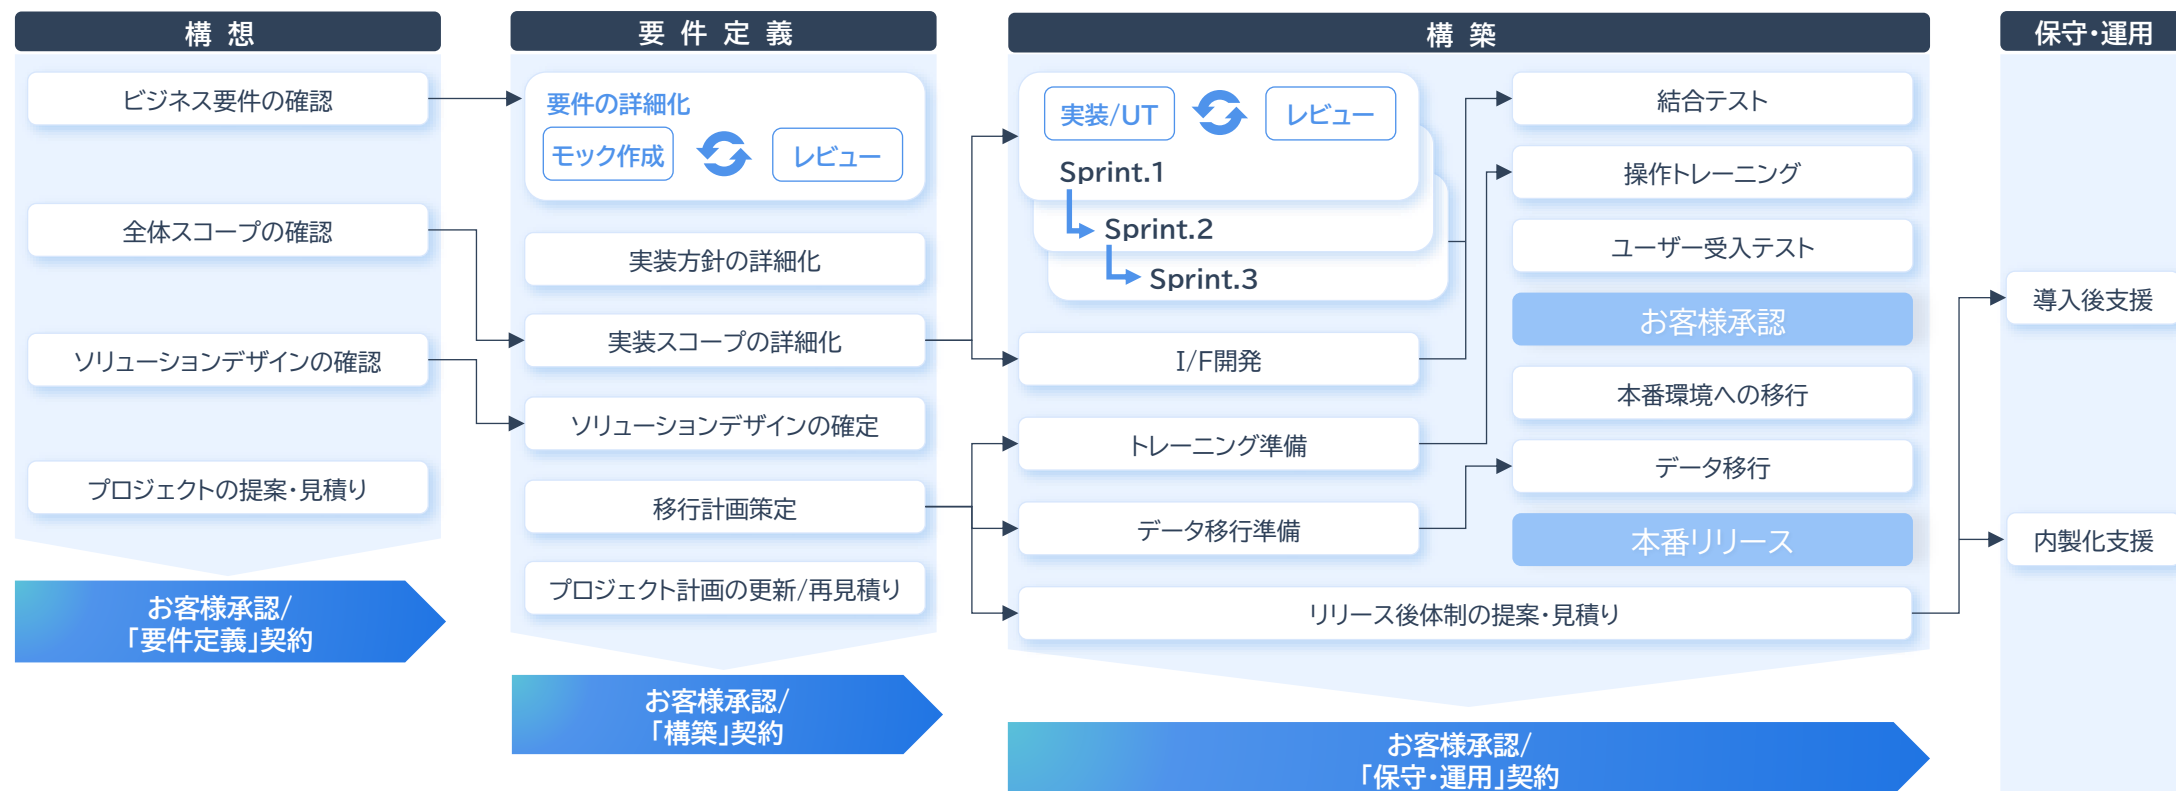 構想
ビジネス要件の確認
全体スコープの確認
ソリューションデザインの確認
プロジェクトの提案・見積り
お客様承認/
「要件定義」契約
要件定義
要件の詳細化
モック作成
レビュー
実装方針の詳細化
実装スコープの詳細化
ソリューションデザインの確定
移行計画策定
プロジェクト計画の更新/再見積り
お客様承認/
「構築」契約
構築
実装/UT
レビュー
Sprint.1
Sprint.2
Sprint.3
I/F開発
トレーニング準備
データ移行準備
結合テスト
操作トレーニング
ユーザー受入テスト
お客様承認
本番環境への移行
データ移行
本番リリース
リリース後体制の提案・見積り
お客様承認/
「保守・運用」契約
保守・運用
導入後支援
内製化支援